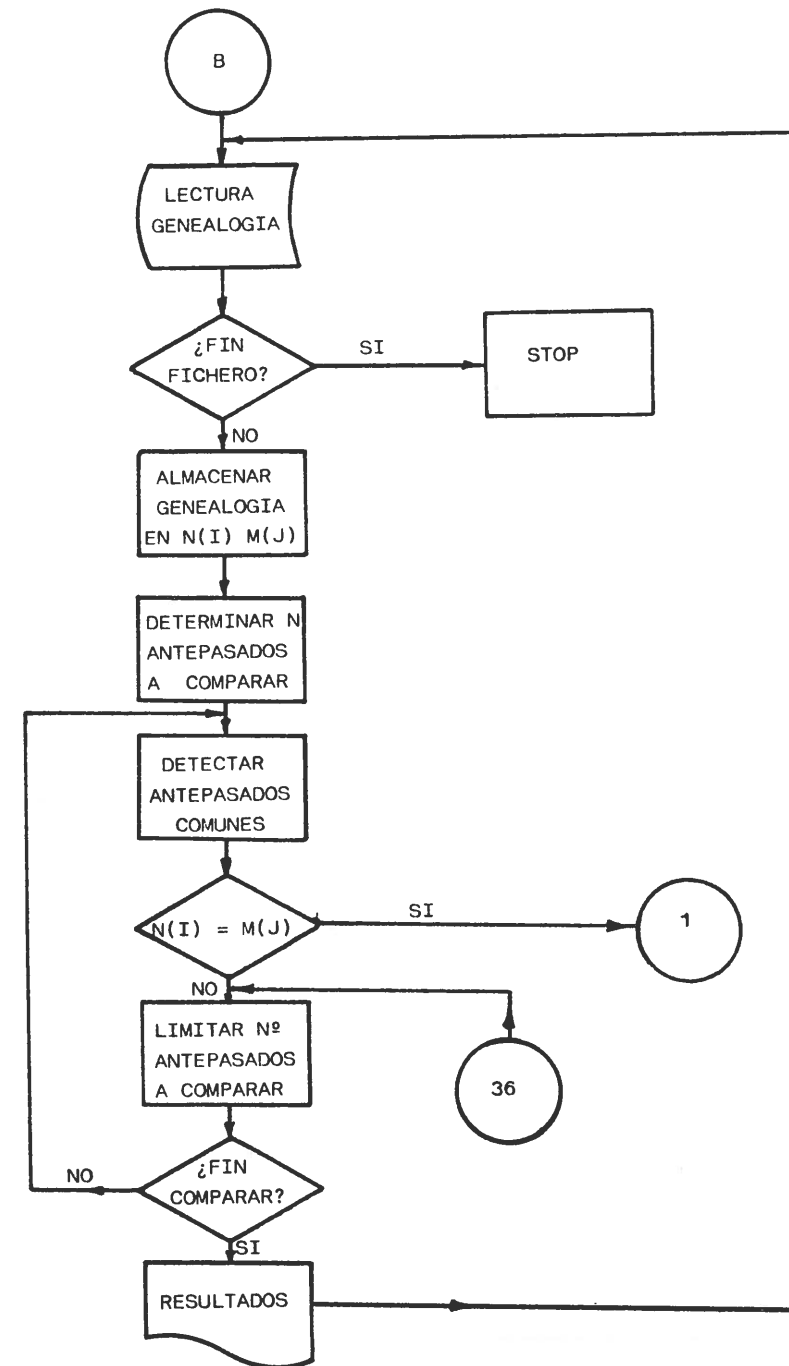 B
LECTURA
GENEALOGIA
¿FIN
FICHERO?
SI
STOP
NO
ALMACENAR
GENEALOGIA
EN N(I) M(J)
DETERMINAR N
ANTEPASADOS
A COMPARAR
DETECTAR
ANTEPASADOS
COMUNES
N(I) = M(J)
SI
1
NO
LIMITAR Nº
ANTEPASADOS
A COMPARAR
36
¿FIN
COMPARAR?
NO
SI
RESULTADOS